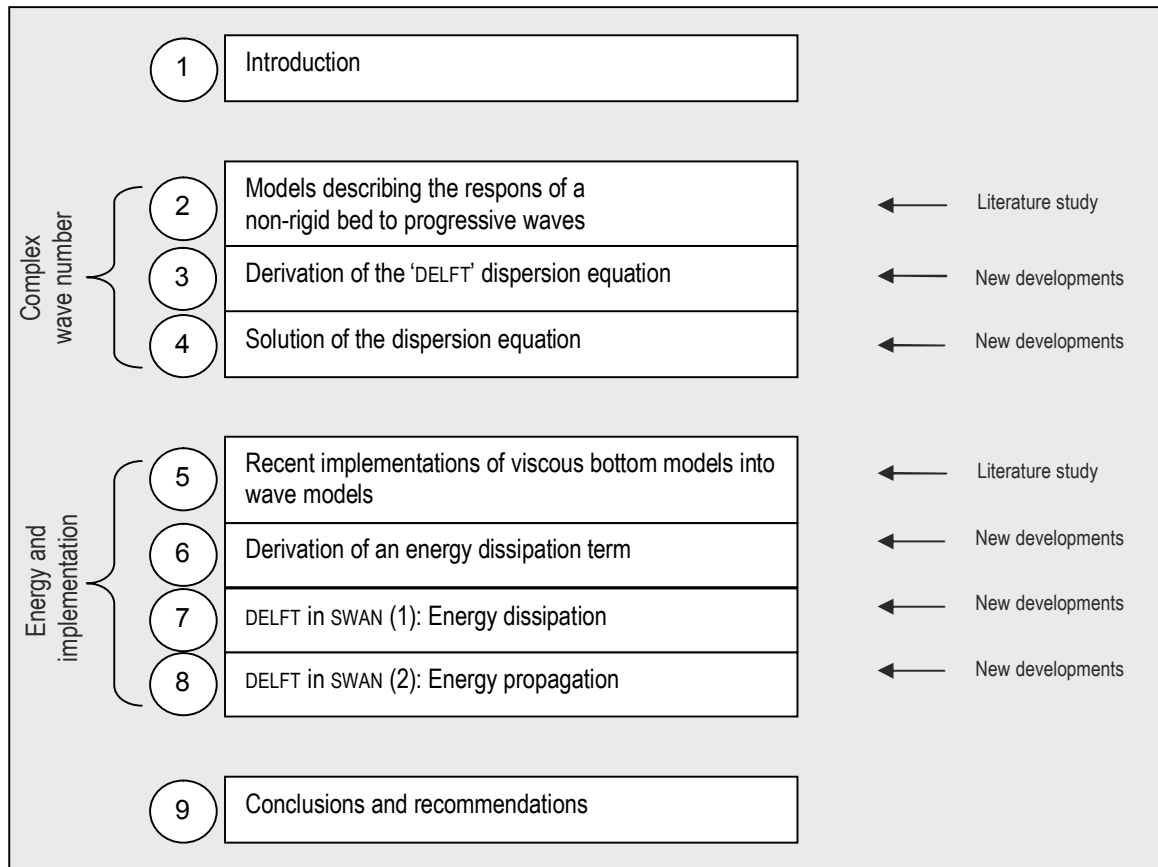 1
Introduction
Complex
wave number
2
Models describing the respons of a
non-rigid bed to progressive waves
Literature study
3
Derivation of the ‘DELFT’ dispersion equation
New developments
4
Solution of the dispersion equation
New developments
Energy and
implementation
5
Recent implementations of viscous bottom models into
wave models
Literature study
6
Derivation of an energy dissipation term
New developments
7
DELFT in SWAN (1): Energy dissipation
New developments
8
DELFT in SWAN (2): Energy propagation
New developments
9
Conclusions and recommendations